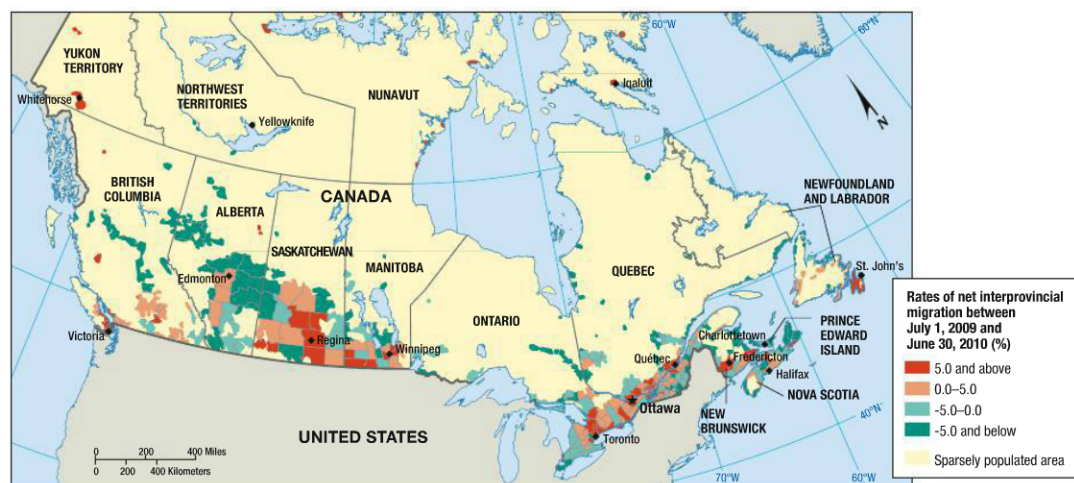 60°W
60°N
YUKON
TERRITORY
NORTHWEST
TERRITORIES
NUNAVUT
Iqaluit
Whitehorse
Yellowknife
N
BRITISH
COLUMBIA
CANADA
ALBERTA
NEWFOUNDLAND
AND LABRADOR
SASKATCHEWAN
MANITOBA
QUEBEC
St. John's
Edmonton
ONTARIO
Victoria
Regina
Winnipeg
Charlottetown
PRINCE
EDWARD
ISLAND
Québec
Fredericton
Halifax
NOVA SCOTIA
Ottawa
NEW
BRUNSWICK
40°N
UNITED STATES
Toronto
0 200 400 Miles
0 200 400 Kilometers
70°W
60°W
Rates of net interprovincial
migration between
July 1, 2009 and
June 30, 2010 (%)
5.0 and above
0.0–5.0
-5.0–0.0
-5.0 and below
Sparsely populated area